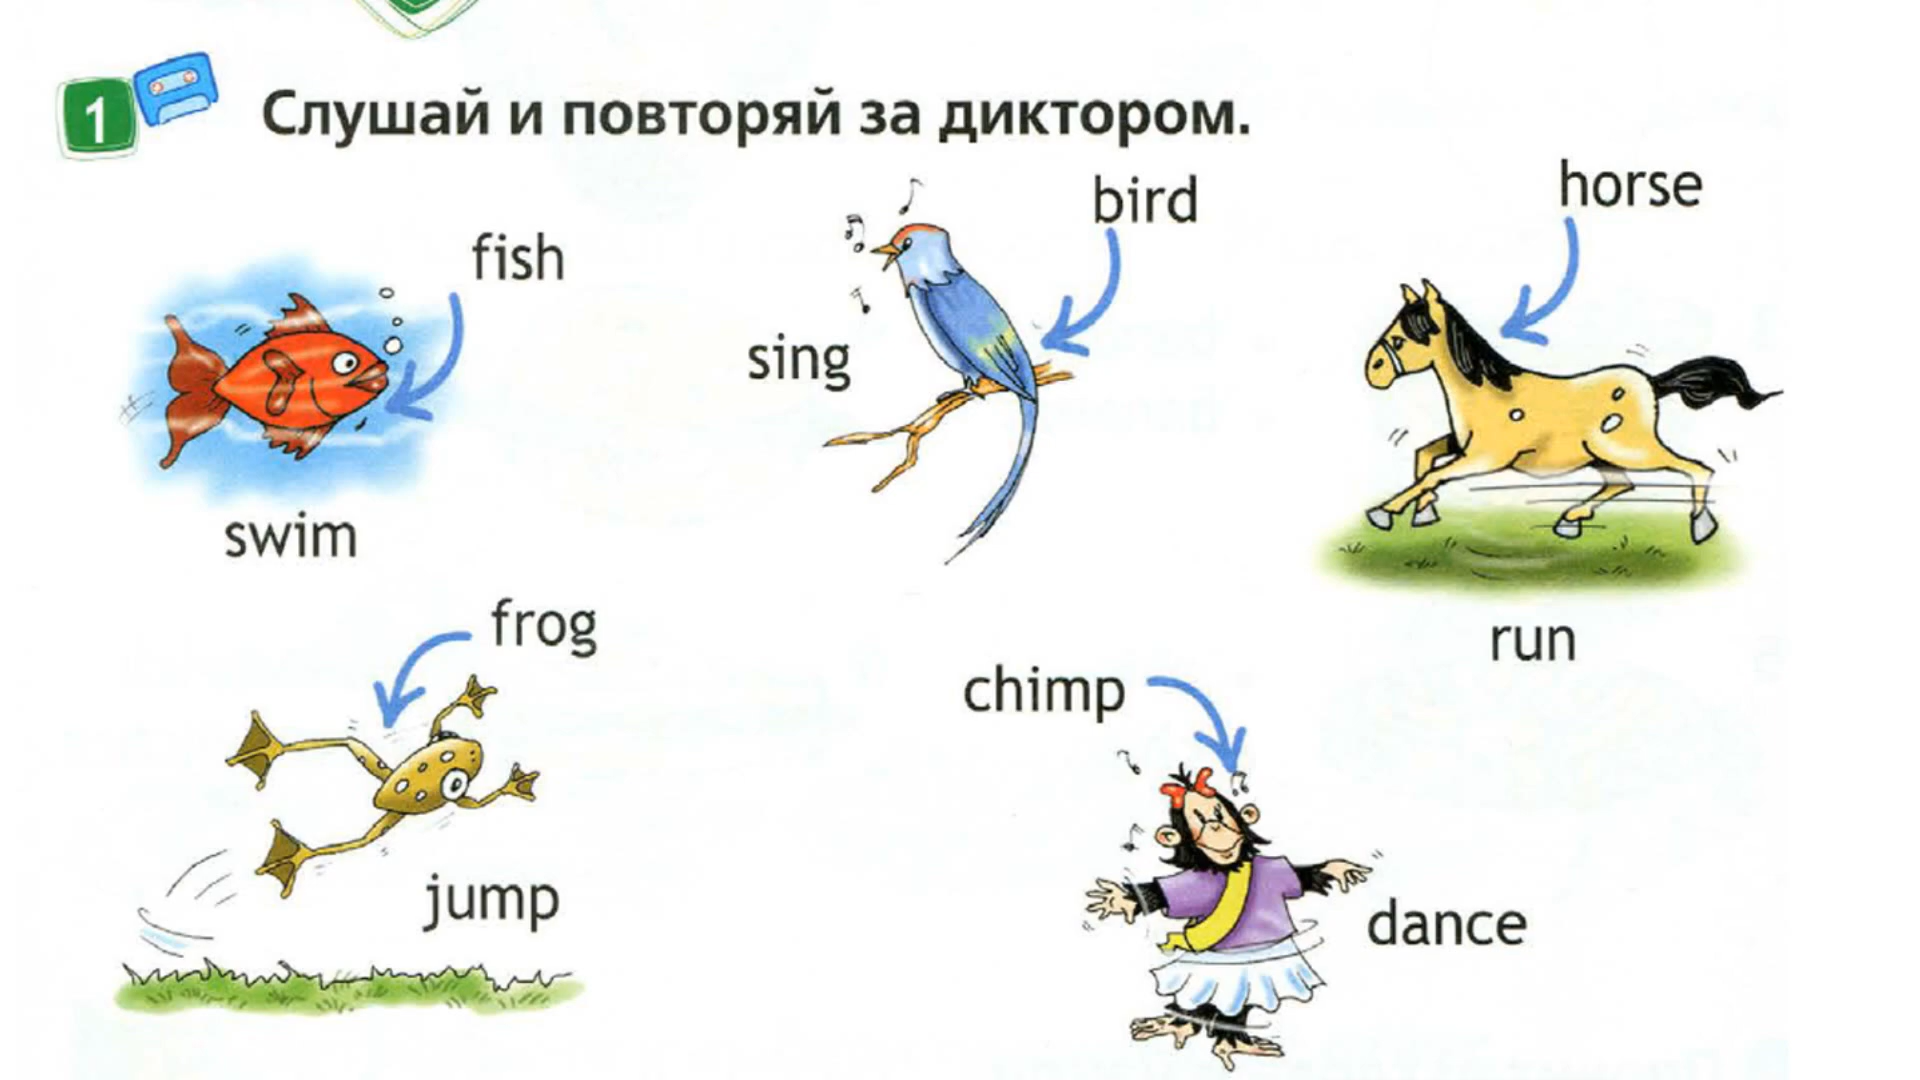 1 Слушай и повторяй за диктором.
fish
swim
bird
sing
horse
run
frog
jump
chimp
dance